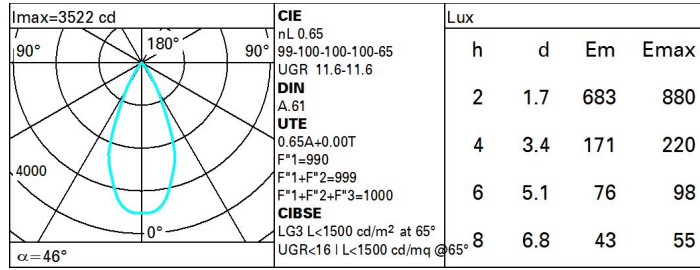 Imax=3522 cd
90°
180°
90°
4000
0°
α=46°
CIE
nL 0.65
99-100-100-100-65
UGR 11.6-11.6
DIN
A.61
UTE
0.65A+0.00T
F"1=990
F"1+F"2=999
F"1+F"2+F"3=1000
CIBSE
LG3 L<1500 cd/m² at 65°
UGR<16 | L<1500 cd/mq @65°
Lux
h d Em Emax
2 1.7 683 880
4 3.4 171 220
6 5.1 76 98
8 6.8 43 55